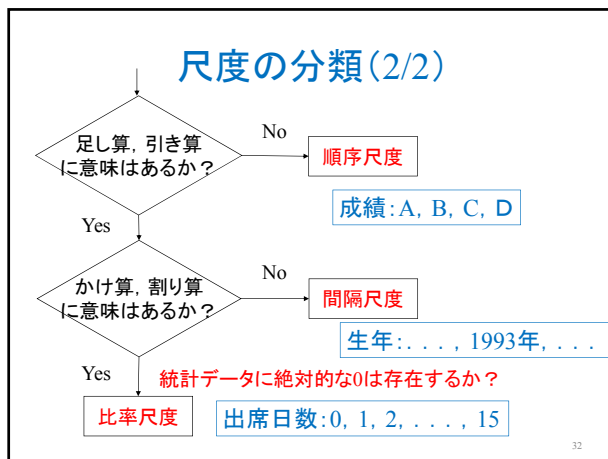 尺度の分類(2/2)
足し算,引き算
に意味はあるか?
No
順序尺度
成績:A, B, C, D
Yes
かけ算,割り算
に意味はあるか?
No
間隔尺度
生年:. . . , 1993年, . . .
Yes
統計データに絶対的な0は存在するか?
比率尺度
出席日数:0, 1, 2, . . . , 15
32